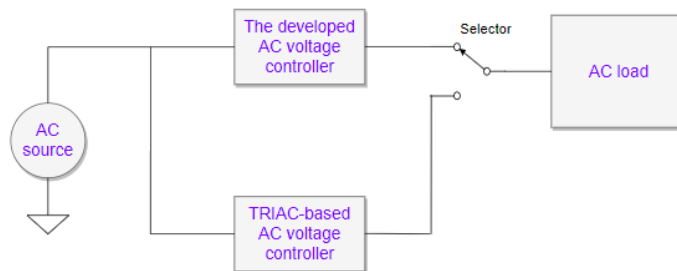 The developed
AC voltage
controller
Selector
AC load
AC
source
TRIAC-based
AC voltage
controller